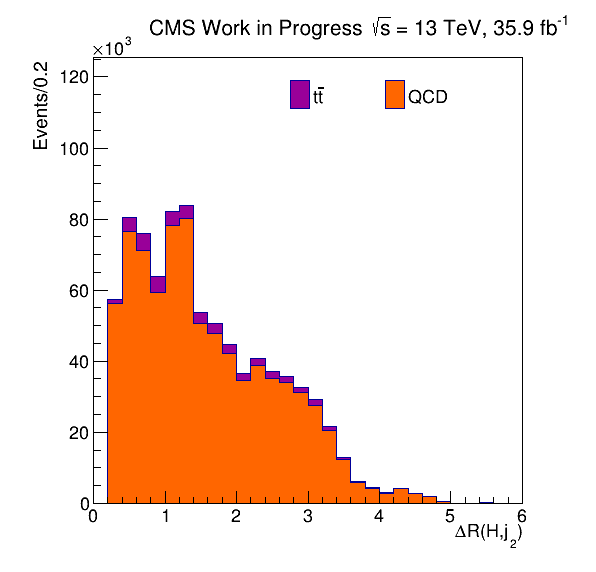 CMS Work in Progress √s = 13 TeV, 35.9 fb⁻¹
×10³
Events/0.2
tt̄
QCD
120
100
80
60
40
20
0
0 1 2 3 4 5 6
ΔR(H,j₂)